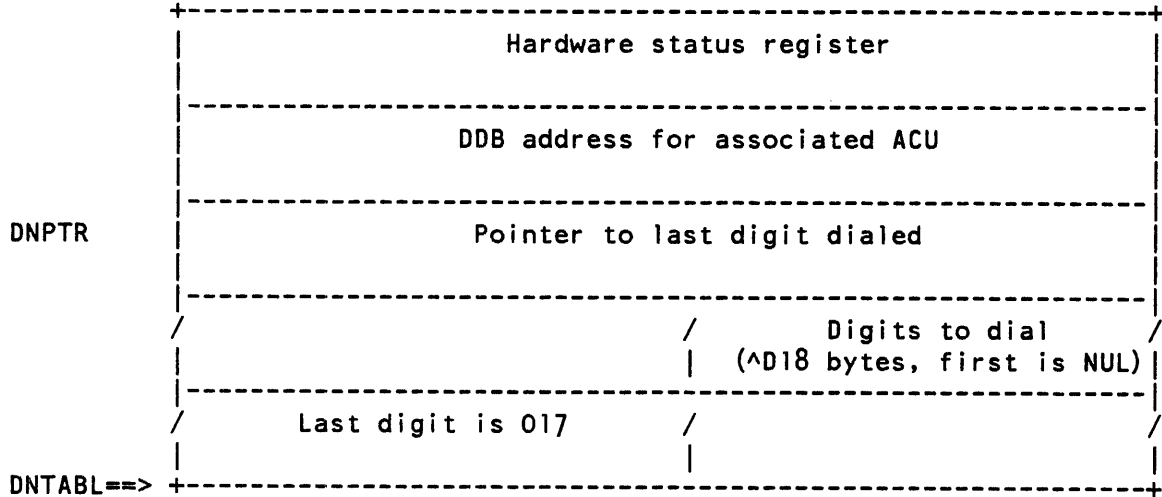 Hardware status register
DDB address for associated ACU
DNPTR Pointer to last digit dialed
Digits to dial
(^D18 bytes, first is NUL)
Last digit is 017
DNTABL==>